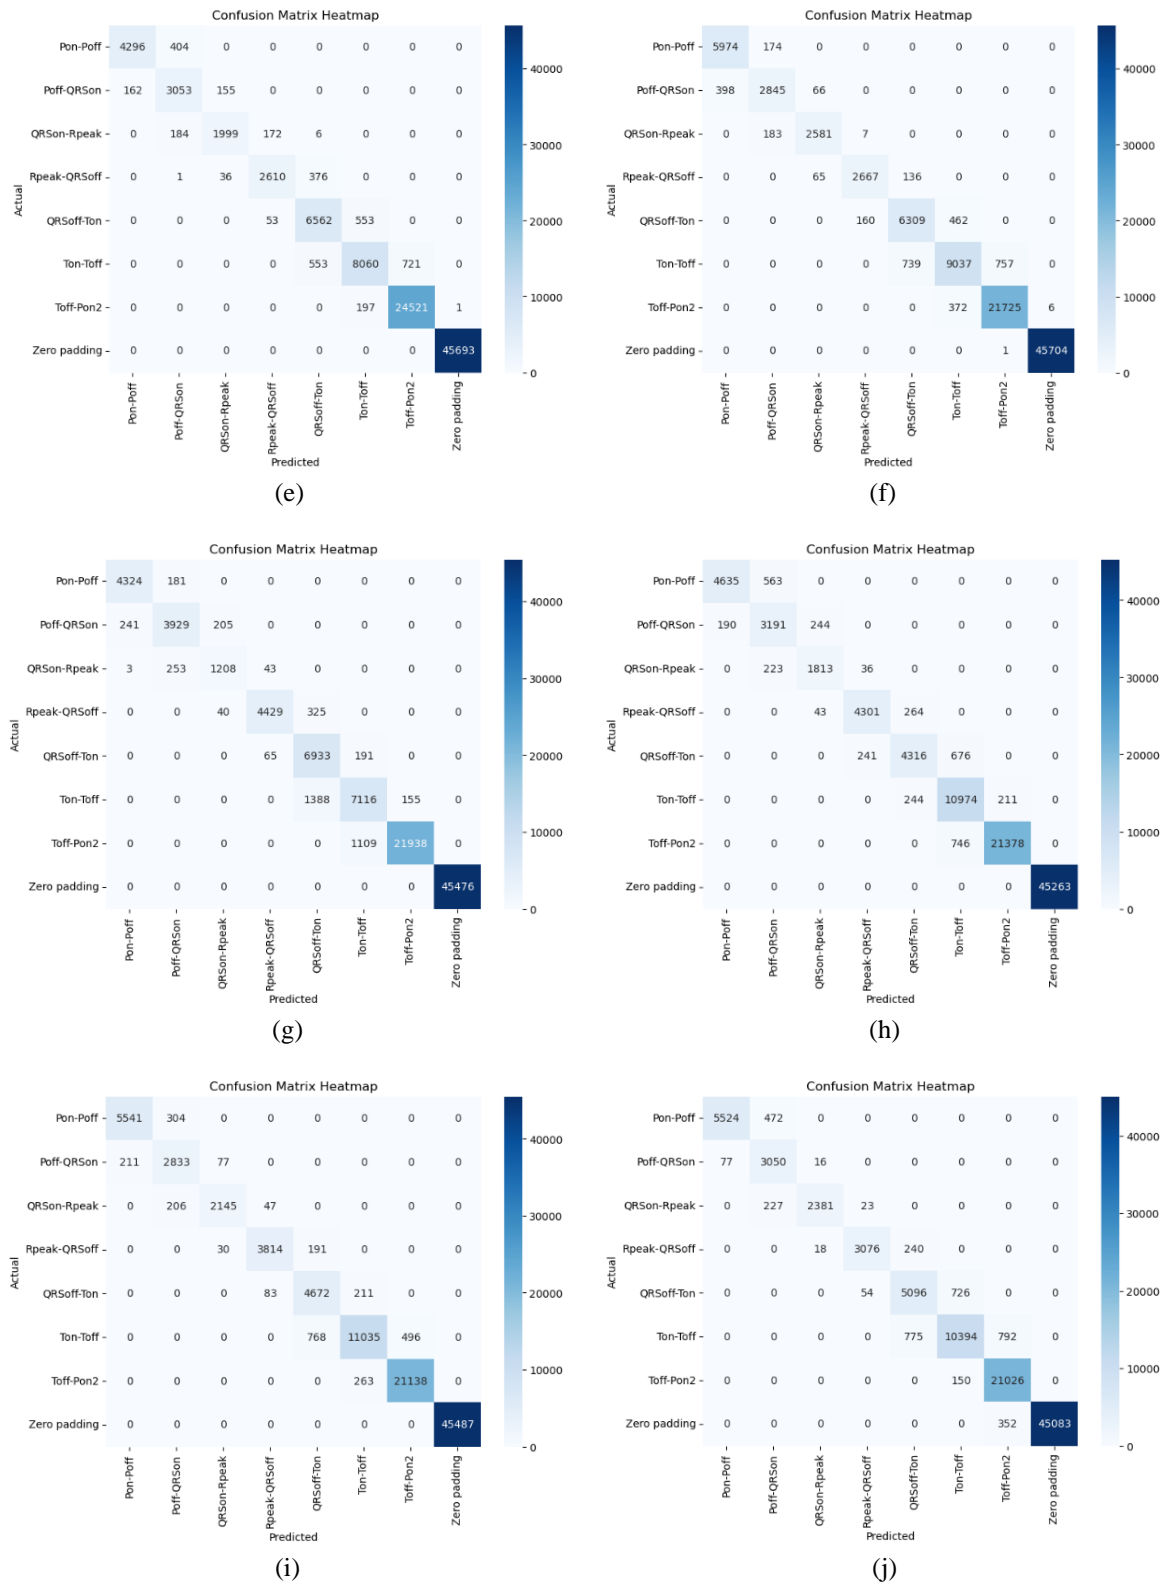 Confusion Matrix Heatmap
Pon-Poff 4296 404 0 0 0 0 0 0
Poff-QRSon 162 3053 155 0 0 0 0 0
QRSon-Rpeak 0 184 1999 172 6 0 0 0
Rpeak-QRSoff 0 1 36 2610 376 0 0 0
QRSoff-Ton 0 0 0 53 6562 553 0 0
Ton-Toff 0 0 0 0 553 8060 721 0
Toff-Pon2 0 0 0 0 0 197 24521 1
Zero padding 0 0 0 0 0 0 0 45693
Actual
Pon-Poff Poff-QRSon QRSon-Rpeak Rpeak-QRSoff QRSoff-Ton Ton-Toff Toff-Pon2 Zero padding
Predicted
40000
30000
20000
10000
0
(e)
Confusion Matrix Heatmap
Pon-Poff 5974 174 0 0 0 0 0 0
Poff-QRSon 398 2845 66 0 0 0 0 0
QRSon-Rpeak 0 183 2581 7 0 0 0 0
Rpeak-QRSoff 0 0 65 2667 136 0 0 0
QRSoff-Ton 0 0 0 160 6309 462 0 0
Ton-Toff 0 0 0 0 739 9037 757 0
Toff-Pon2 0 0 0 0 0 372 21725 6
Zero padding 0 0 0 0 0 0 1 45704
Actual
Pon-Poff Poff-QRSon QRSon-Rpeak Rpeak-QRSoff QRSoff-Ton Ton-Toff Toff-Pon2 Zero padding
Predicted
40000
30000
20000
10000
0
(f)
Confusion Matrix Heatmap
Pon-Poff 4324 181 0 0 0 0 0 0
Poff-QRSon 241 3929 205 0 0 0 0 0
QRSon-Rpeak 3 253 1208 43 0 0 0 0
Rpeak-QRSoff 0 0 40 4429 325 0 0 0
QRSoff-Ton 0 0 0 65 6933 191 0 0
Ton-Toff 0 0 0 0 1388 7116 155 0
Toff-Pon2 0 0 0 0 0 1109 21938 0
Zero padding 0 0 0 0 0 0 0 45476
Actual
Pon-Poff Poff-QRSon QRSon-Rpeak Rpeak-QRSoff QRSoff-Ton Ton-Toff Toff-Pon2 Zero padding
Predicted
40000
30000
20000
10000
0
(g)
Confusion Matrix Heatmap
Pon-Poff 4635 563 0 0 0 0 0 0
Poff-QRSon 190 3191 244 0 0 0 0 0
QRSon-Rpeak 0 223 1813 36 0 0 0 0
Rpeak-QRSoff 0 0 43 4301 264 0 0 0
QRSoff-Ton 0 0 0 241 4316 676 0 0
Ton-Toff 0 0 0 0 244 10974 211 0
Toff-Pon2 0 0 0 0 0 746 21378 0
Zero padding 0 0 0 0 0 0 0 45263
Actual
Pon-Poff Poff-QRSon QRSon-Rpeak Rpeak-QRSoff QRSoff-Ton Ton-Toff Toff-Pon2 Zero padding
Predicted
40000
30000
20000
10000
0
(h)
Confusion Matrix Heatmap
Pon-Poff 5541 304 0 0 0 0 0 0
Poff-QRSon 211 2833 77 0 0 0 0 0
QRSon-Rpeak 0 206 2145 47 0 0 0 0
Rpeak-QRSoff 0 0 30 3814 191 0 0 0
QRSoff-Ton 0 0 0 83 4672 211 0 0
Ton-Toff 0 0 0 0 768 11035 496 0
Toff-Pon2 0 0 0 0 0 263 21138 0
Zero padding 0 0 0 0 0 0 0 45487
Actual
Pon-Poff Poff-QRSon QRSon-Rpeak Rpeak-QRSoff QRSoff-Ton Ton-Toff Toff-Pon2 Zero padding
Predicted
40000
30000
20000
10000
0
(i)
Confusion Matrix Heatmap
Pon-Poff 5524 472 0 0 0 0 0 0
Poff-QRSon 77 3050 16 0 0 0 0 0
QRSon-Rpeak 0 227 2381 23 0 0 0 0
Rpeak-QRSoff 0 0 18 3076 240 0 0 0
QRSoff-Ton 0 0 0 54 5096 726 0 0
Ton-Toff 0 0 0 0 775 10394 792 0
Toff-Pon2 0 0 0 0 0 150 21026 0
Zero padding 0 0 0 0 0 0 352 45083
Actual
Pon-Poff Poff-QRSon QRSon-Rpeak Rpeak-QRSoff QRSoff-Ton Ton-Toff Toff-Pon2 Zero padding
Predicted
40000
30000
20000
10000
0
(j)